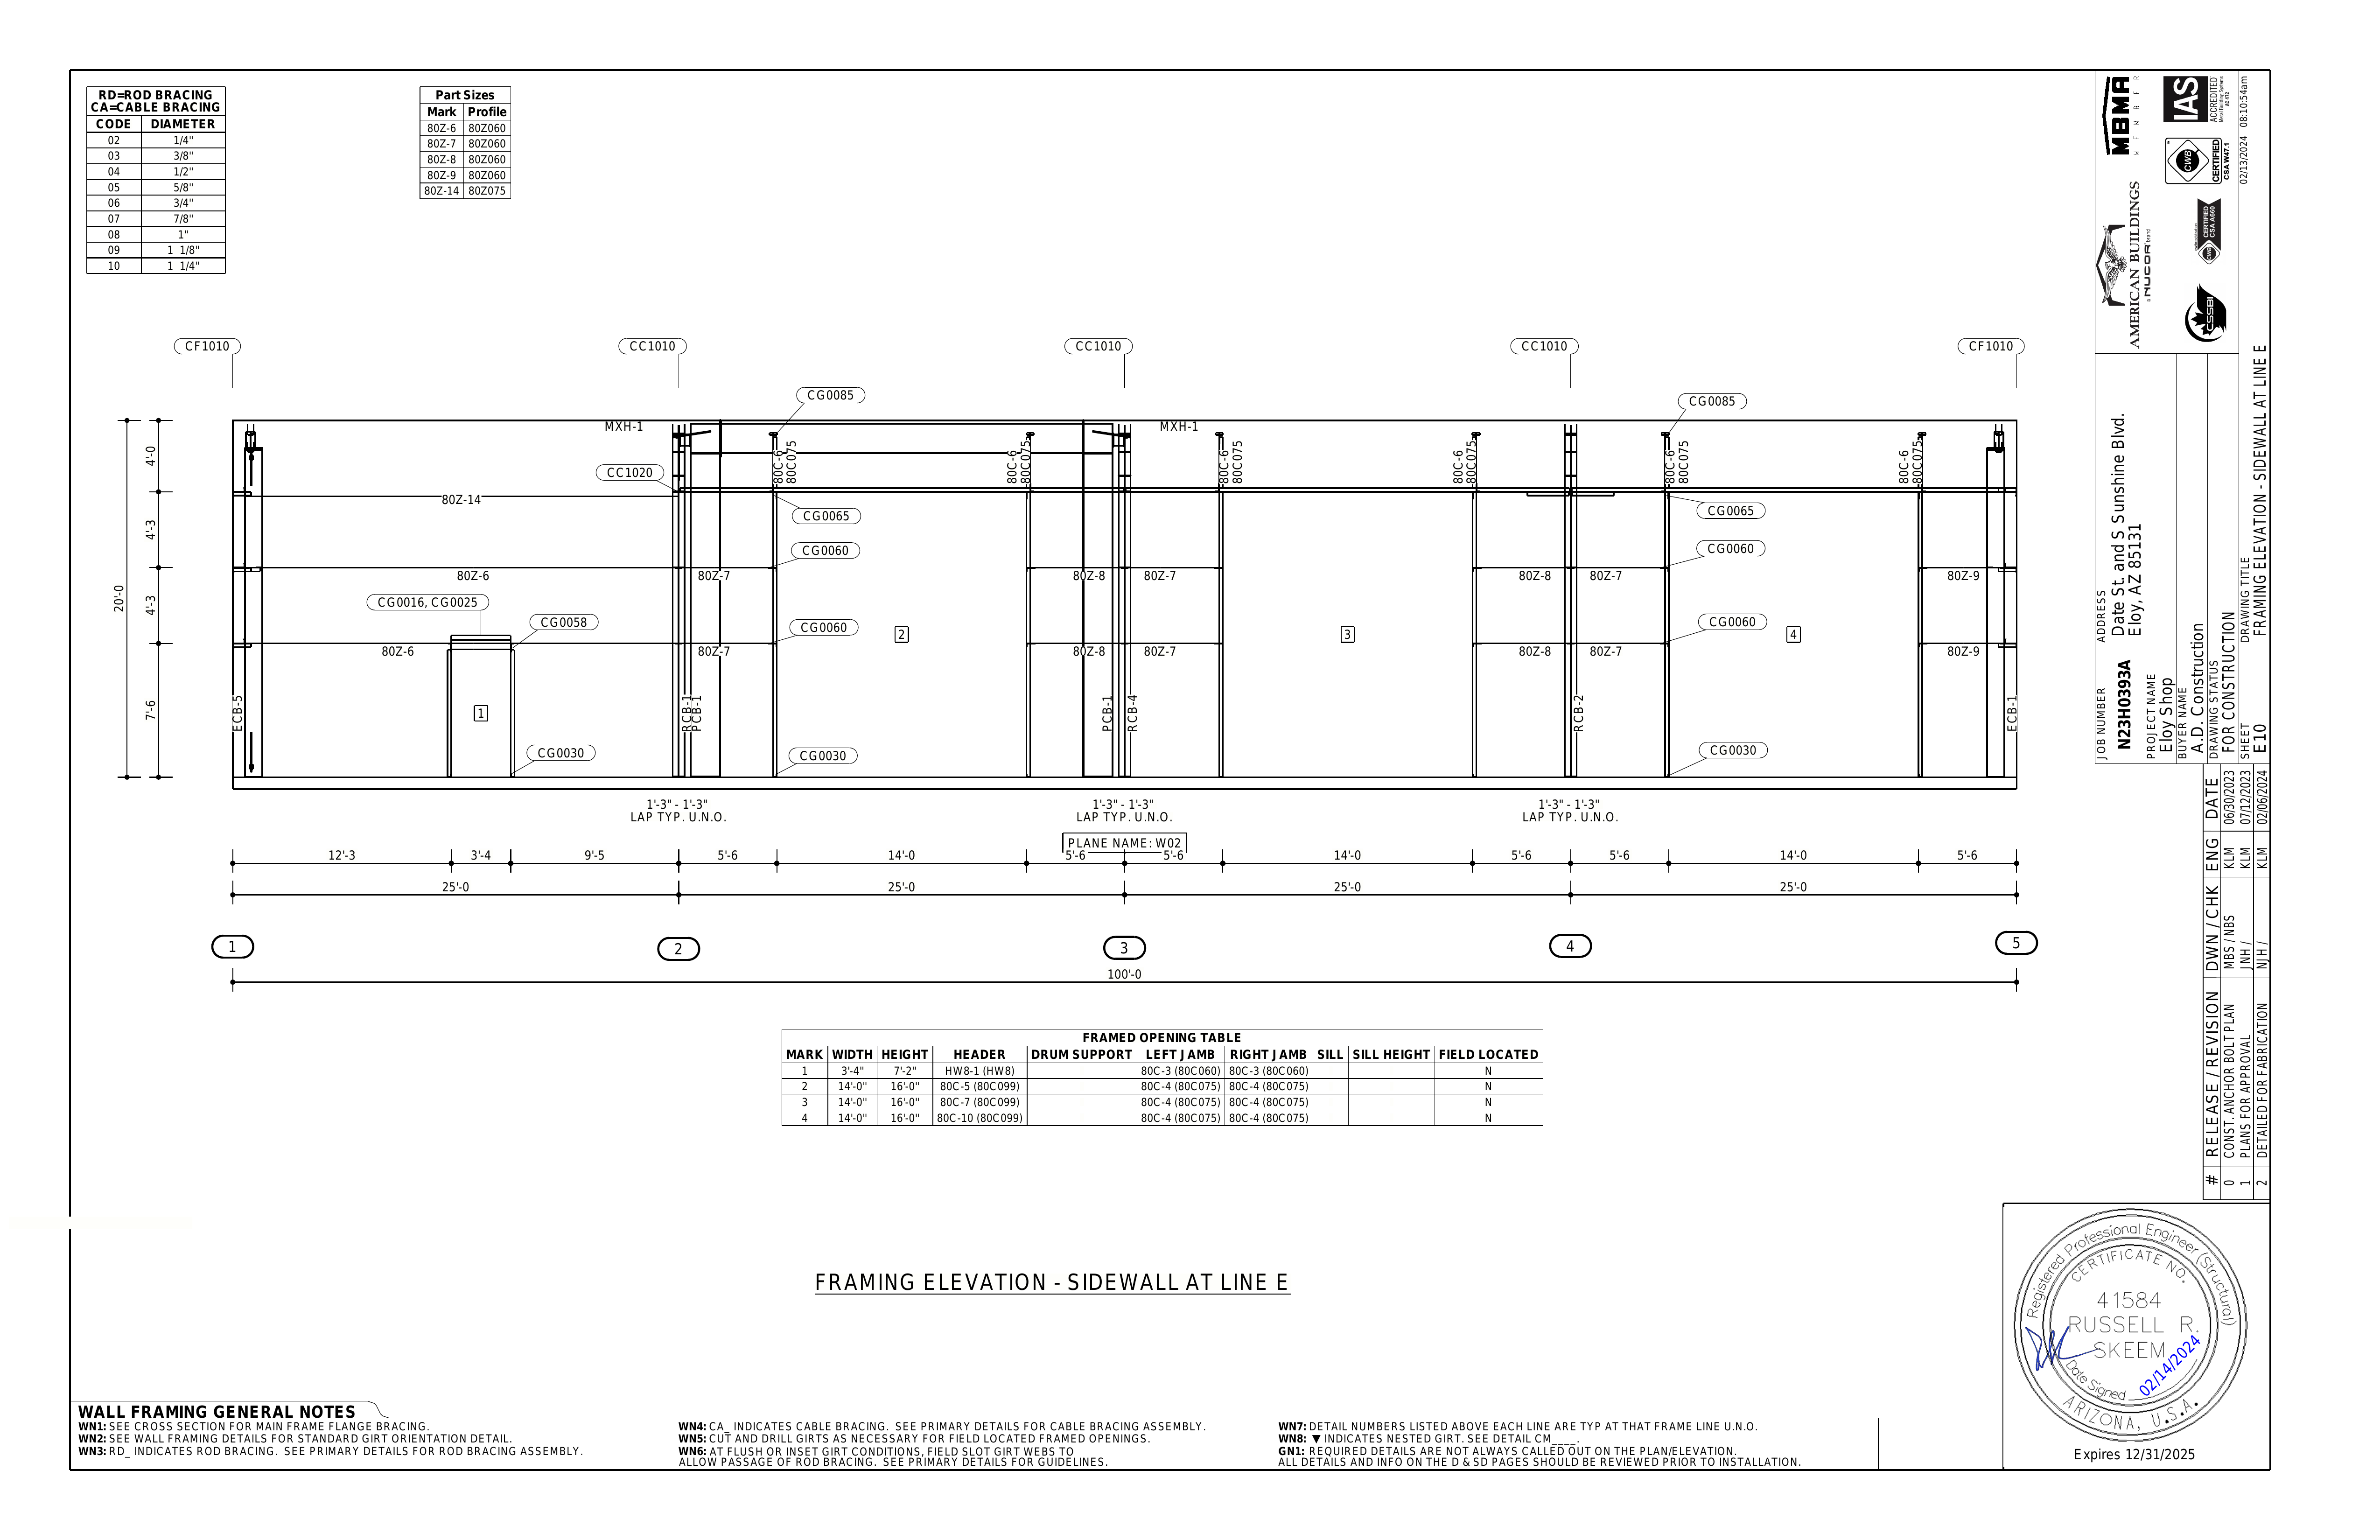 RD=ROD BRACING
CA=CABLE BRACING
CODE DIAMETER
02 1/4"
03 3/8"
04 1/2"
05 5/8"
06 3/4"
07 7/8"
08 1"
09 1 1/8"
10 1 1/4"
Part Sizes
Mark Profile
80Z-6 80Z060
80Z-7 80Z060
80Z-8 80Z060
80Z-9 80Z060
80Z-14 80Z075
CF1010 CC1010 CC1010 CC1010 CF1010
CG0085 CG0085
MXH-1 MXH-1
CC1020
80C-6 80C075
80C-6 80C075
80C-6 80C075
80C-6 80C075
80C-6 80C075
80C-6 80C075
80Z-14
CG0065 CG0065
CG0060 CG0060
80Z-6 80Z-7 80Z-8 80Z-7 80Z-8 80Z-7 80Z-9
CG0016, CG0025
CG0058 CG0060 CG0060
2 3 4
80Z-6 80Z-7 80Z-8 80Z-7 80Z-8 80Z-7 80Z-9
1
ECB-5 RCB-1 PCB-1 PCB-1 RCB-4 RCB-2 ECB-1
CG0030 CG0030 CG0030
20'-0
4'-0
4'-3
4'-3
7'-6
1'-3" - 1'-3" 1'-3" - 1'-3" 1'-3" - 1'-3"
LAP TYP. U.N.O. LAP TYP. U.N.O. LAP TYP. U.N.O.
PLANE NAME: W02
12'-3 3'-4 9'-5 5'-6 14'-0 5'-6 5'-6 14'-0 5'-6 5'-6 14'-0 5'-6
25'-0 25'-0 25'-0 25'-0
1 2 3 4 5
100'-0
FRAMED OPENING TABLE
MARK WIDTH HEIGHT HEADER DRUM SUPPORT LEFT JAMB RIGHT JAMB SILL SILL HEIGHT FIELD LOCATED
1 3'-4" 7'-2" HW8-1 (HW8) 80C-3 (80C060) 80C-3 (80C060) N
2 14'-0" 16'-0" 80C-5 (80C099) 80C-4 (80C075) 80C-4 (80C075) N
3 14'-0" 16'-0" 80C-7 (80C099) 80C-4 (80C075) 80C-4 (80C075) N
4 14'-0" 16'-0" 80C-10 (80C099) 80C-4 (80C075) 80C-4 (80C075) N
FRAMING ELEVATION - SIDEWALL AT LINE E
WALL FRAMING GENERAL NOTES
WN1: SEE CROSS SECTION FOR MAIN FRAME FLANGE BRACING.
WN2: SEE WALL FRAMING DETAILS FOR STANDARD GIRT ORIENTATION DETAIL.
WN3: RD_ INDICATES ROD BRACING. SEE PRIMARY DETAILS FOR ROD BRACING ASSEMBLY.
WN4: CA_ INDICATES CABLE BRACING. SEE PRIMARY DETAILS FOR CABLE BRACING ASSEMBLY.
WN5: CUT AND DRILL GIRTS AS NECESSARY FOR FIELD LOCATED FRAMED OPENINGS.
WN6: AT FLUSH OR INSET GIRT CONDITIONS, FIELD SLOT GIRT WEBS TO
ALLOW PASSAGE OF ROD BRACING. SEE PRIMARY DETAILS FOR GUIDELINES.
WN7: DETAIL NUMBERS LISTED ABOVE EACH LINE ARE TYP AT THAT FRAME LINE U.N.O.
WN8: ▼ INDICATES NESTED GIRT. SEE DETAIL CM____.
GN1: REQUIRED DETAILS ARE NOT ALWAYS CALLED OUT ON THE PLAN/ELEVATION.
ALL DETAILS AND INFO ON THE D & SD PAGES SHOULD BE REVIEWED PRIOR TO INSTALLATION.
MBMA
MEMBER
IAS
ACCREDITED
CWB
CERTIFIED
CSA W47.1
CERTIFIED
CSA A660
CSSBI
AMERICAN BUILDINGS
a NUCOR brand
02/13/2024 08:10:54am
JOB NUMBER
N23H0393A
ADDRESS
Date St. and S Sunshine Blvd.
Eloy, AZ 85131
PROJECT NAME
Eloy Shop
BUYER NAME
A.D. Construction
DRAWING STATUS
FOR CONSTRUCTION
SHEET
E10
DRAWING TITLE
FRAMING ELEVATION - SIDEWALL AT LINE E
# RELEASE / REVISION DWN / CHK ENG DATE
0 CONST. ANCHOR BOLT PLAN MBS / NBS KLM 06/30/2023
1 PLANS FOR APPROVAL JNH / KLM 07/12/2023
2 DETAILED FOR FABRICATION NJH / KLM 02/06/2024
Registered Professional Engineer (Structural)
CERTIFICATE NO.
41584
RUSSELL R.
SKEEM
Date Signed
02/14/2024
ARIZONA, U.S.A.
Expires 12/31/2025